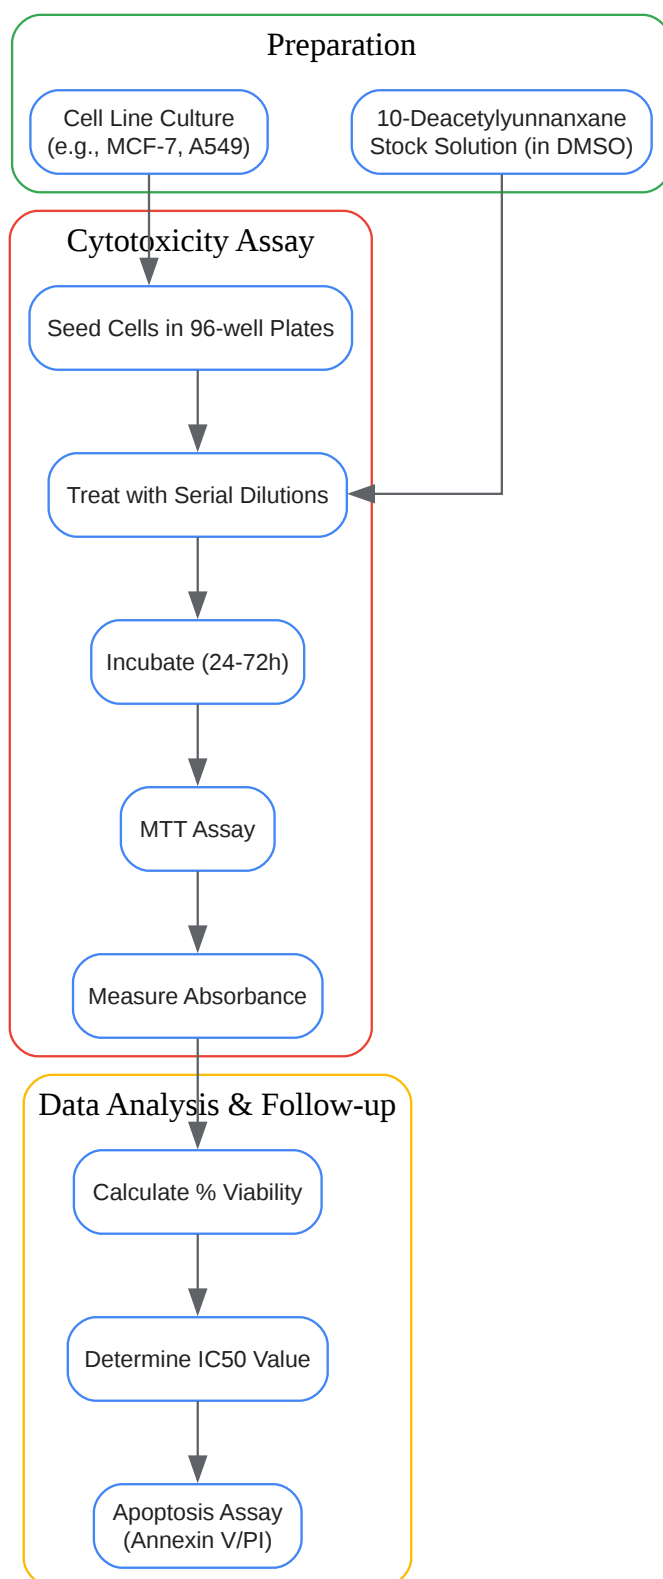 Preparation
Cell Line Culture
(e.g., MCF-7, A549)
10-Deacetylyunnanxane
Stock Solution (in DMSO)
Cytotoxicity Assay
Seed Cells in 96-well Plates
Treat with Serial Dilutions
Incubate (24-72h)
MTT Assay
Measure Absorbance
Data Analysis & Follow-up
Calculate % Viability
Determine IC50 Value
Apoptosis Assay
(Annexin V/PI)